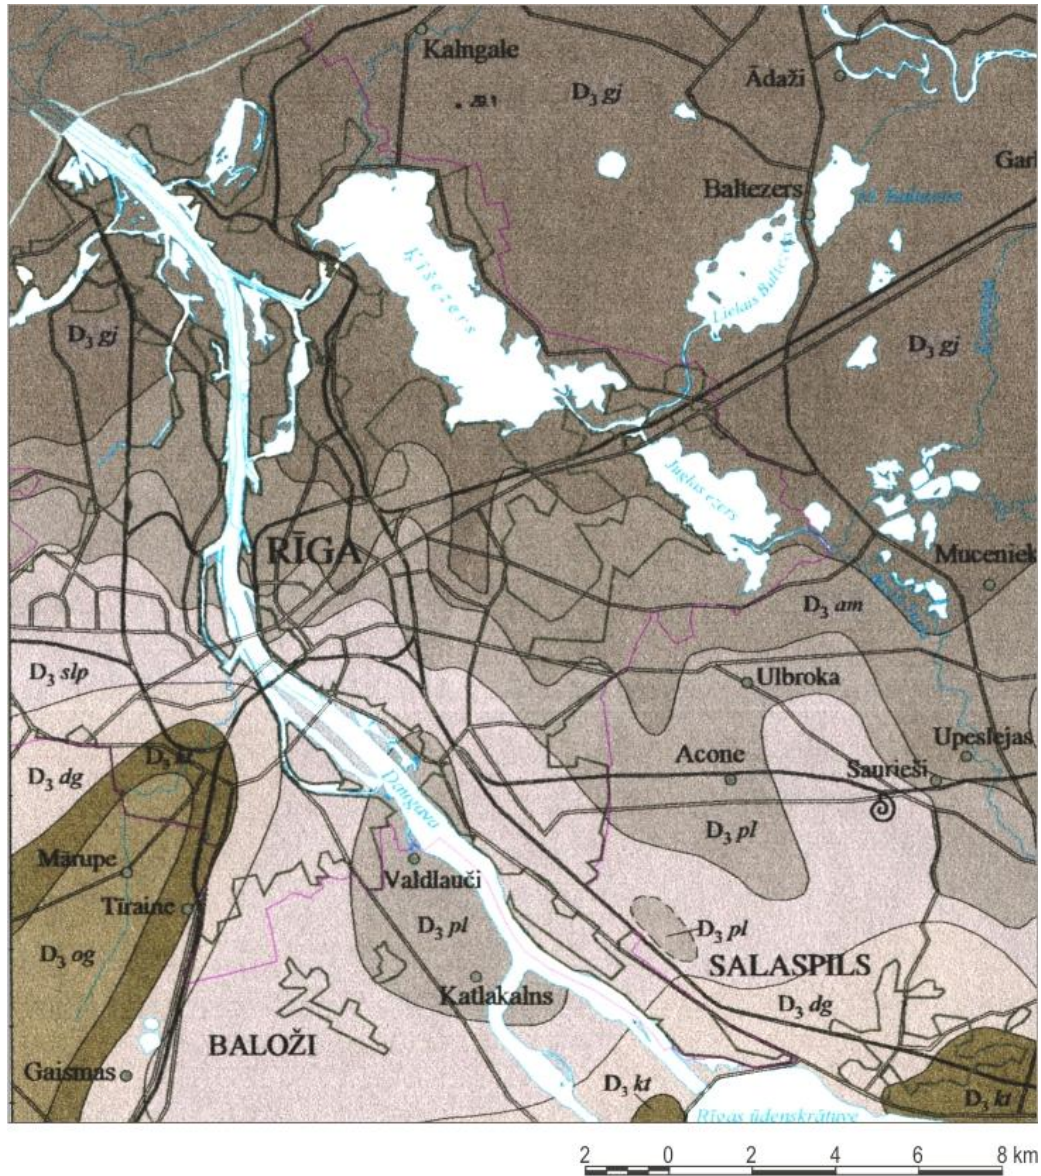 Kalngale
Ādaži
D₃ gj
Garl
Baltezers
M. Baltezers
Ķīšezers
Lielais Baltezers
D₃ gj
D₃ gj
Juglas ezers
RĪGA
Muceniek
D₃ am
D₃ slp
Ulbroka
D₃ kt
Upeslejas
D₃ dg
Acone
Saurieši
Daugava
D₃ pl
Mārupe
Valdlauči
Tīraine
D₃ pl
D₃ pl
D₃ og
SALASPILS
Katlakalns
D₃ dg
BALOŽI
Gaismas
D₃ kt
D₃ kt
Rīgas ūdenskrātuve
2 0 2 4 6 8 km